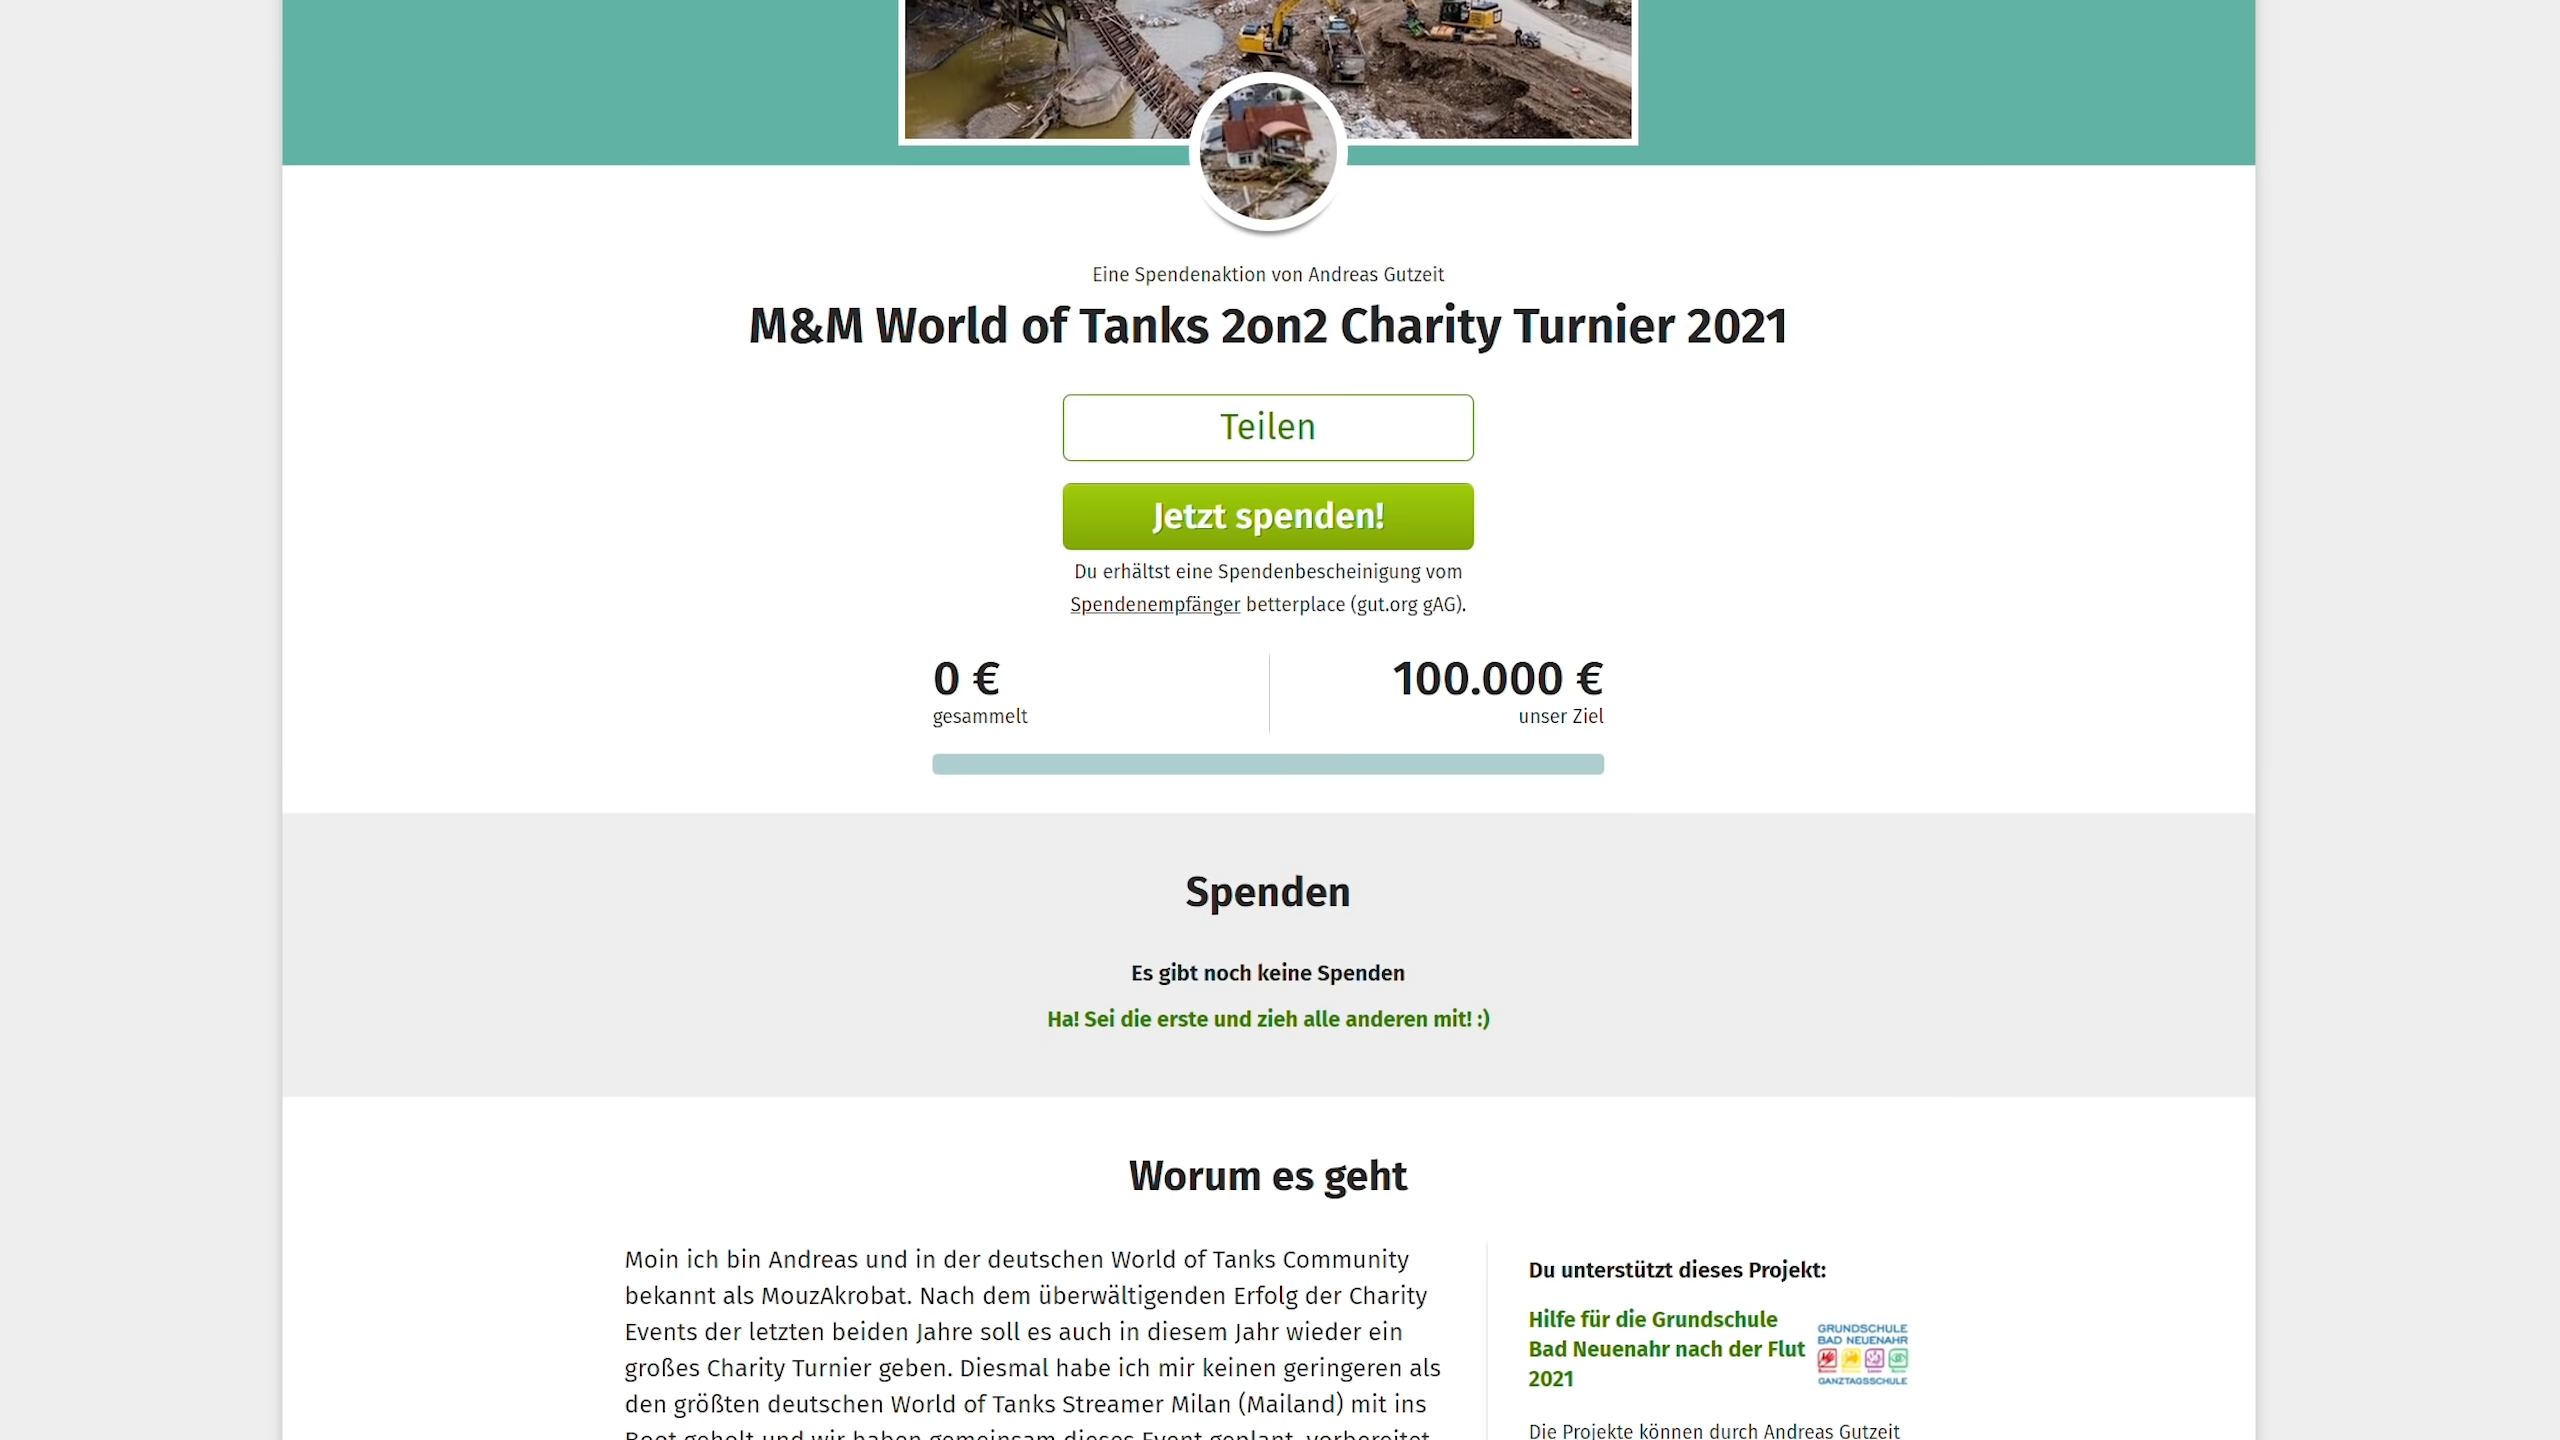 Eine Spendenaktion von Andreas Gutzeit
M&M World of Tanks 2on2 Charity Turnier 2021
Teilen
Jetzt spenden!
Du erhältst eine Spendenbescheinigung vom
Spendenempfänger betterplace (gut.org gAG).
0 €
gesammelt
100.000 €
unser Ziel
Spenden
Es gibt noch keine Spenden
Ha! Sei die erste und zieh alle anderen mit! :)
Worum es geht
Moin ich bin Andreas und in der deutschen World of Tanks Community
bekannt als MouzAkrobat. Nach dem überwältigenden Erfolg der Charity
Events der letzten beiden Jahre soll es auch in diesem Jahr wieder ein
großes Charity Turnier geben. Diesmal habe ich mir keinen geringeren als
den größten deutschen World of Tanks Streamer Milan (Mailand) mit ins
Boot geholt und wir haben gemeinsam dieses Event geplant, vorbereitet
Du unterstützt dieses Projekt:
Hilfe für die Grundschule
Bad Neuenahr nach der Flut
2021
GRUNDSCHULE
BAD NEUENAHR
GANZTAGSSCHULE
Die Projekte können durch Andreas Gutzeit